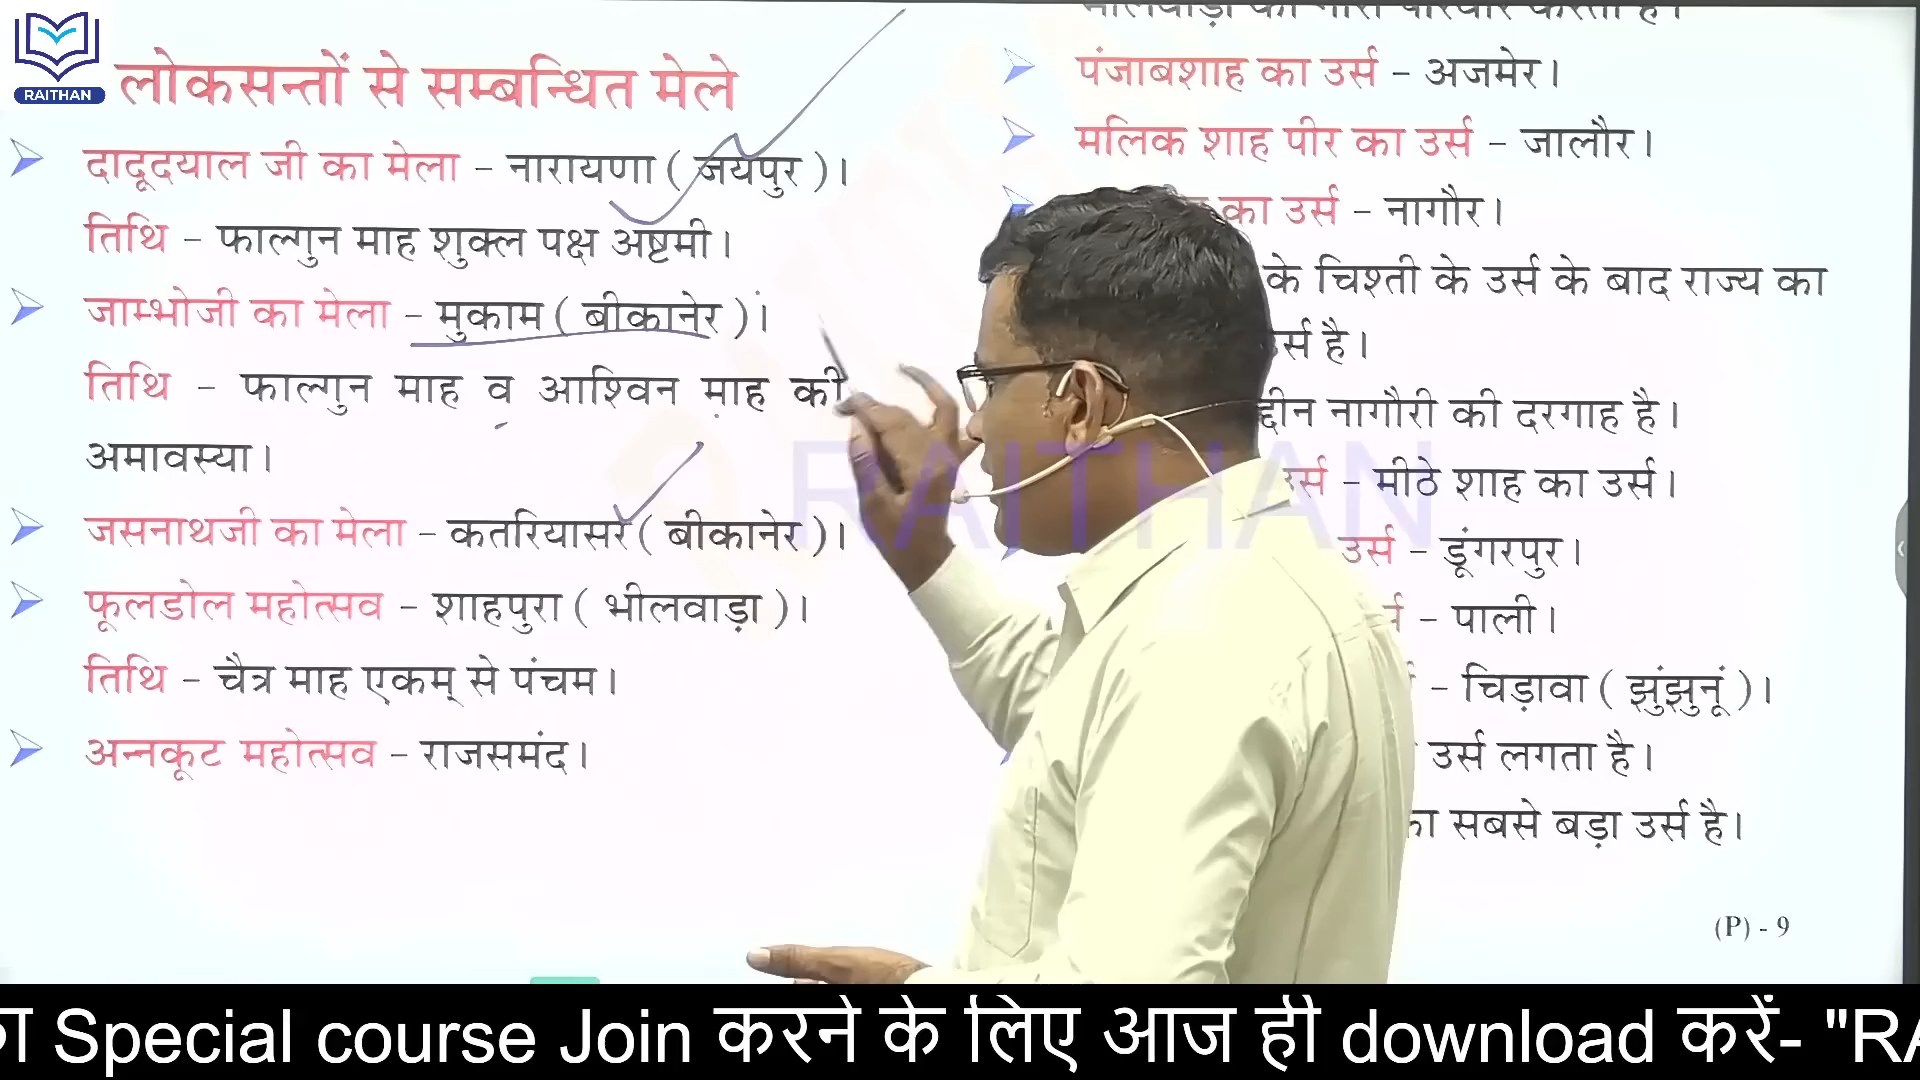 RAITHAN
लोकसन्तों से सम्बन्धित मेले
दादूदयाल जी का मेला - नारायणा ( जयपुर )।
तिथि - फाल्गुन माह शुक्ल पक्ष अष्टमी।
जाम्भोजी का मेला - मुकाम ( बीकानेर )।
तिथि - फाल्गुन माह व आश्विन माह की
अमावस्या।
जसनाथजी का मेला - कतरियासर ( बीकानेर )।
फूलडोल महोत्सव - शाहपुरा ( भीलवाड़ा )।
तिथि - चैत्र माह एकम् से पंचम।
अन्नकूट महोत्सव - राजसमंद।
पंजाबशाह का उर्स - अजमेर।
मलिक शाह पीर का उर्स - जालौर।
का उर्स - नागौर।
के चिश्ती के उर्स के बाद राज्य का
है।
नागौरी की दरगाह है।
- मीठे शाह का उर्स।
उर्स - डूंगरपुर।
- पाली।
- चिड़ावा ( झुंझुनूं )।
उर्स लगता है।
सबसे बड़ा उर्स है।
RAITHAN
(P) - 9
Special course Join करने के लिए आज ही download करें- "RA